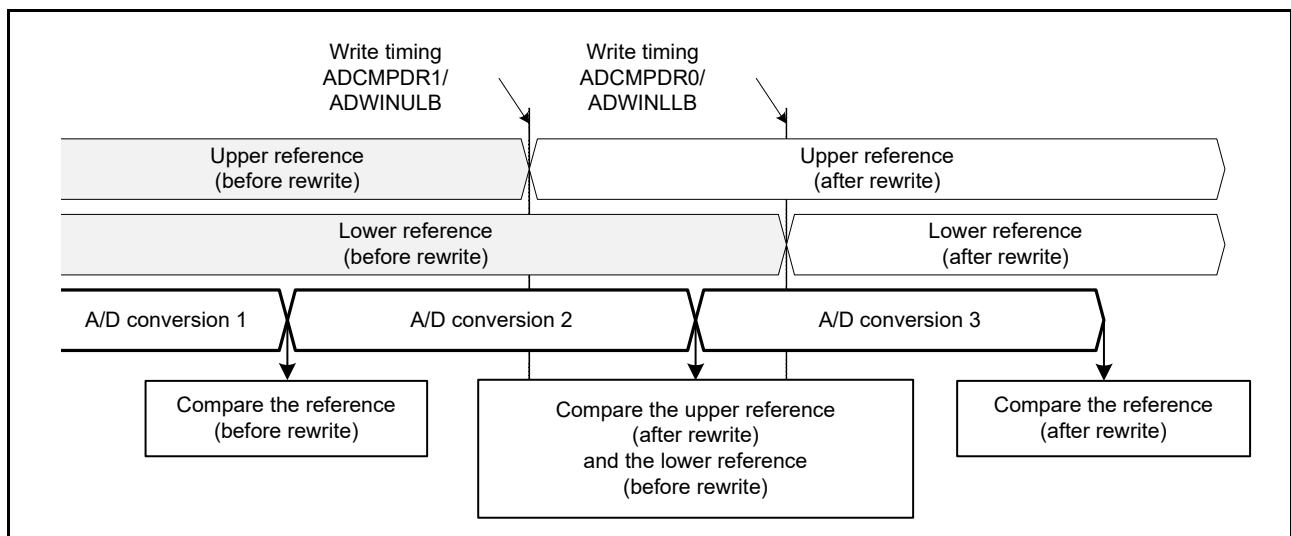 Write timing
ADCMPDR1/
ADWINULB
Write timing
ADCMPDR0/
ADWINLLB
Upper reference
(before rewrite)
Upper reference
(after rewrite)
Lower reference
(before rewrite)
Lower reference
(after rewrite)
A/D conversion 1
A/D conversion 2
A/D conversion 3
Compare the reference
(before rewrite)
Compare the upper reference
(after rewrite)
and the lower reference
(before rewrite)
Compare the reference
(after rewrite)